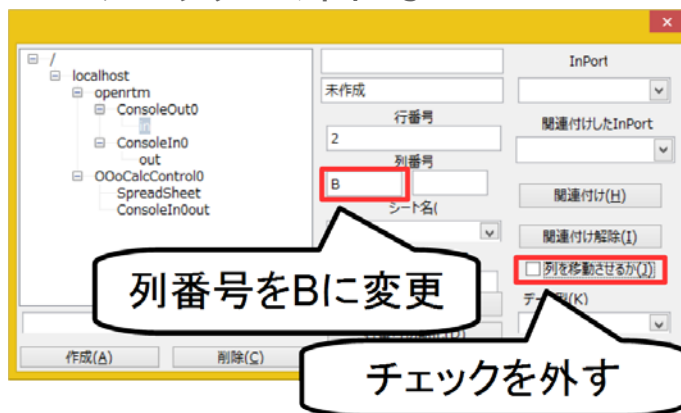 /
localhost
openrtm
ConsoleOut0
in
ConsoleIn0
out
OOoCalcControl0
SpreadSheet
ConsoleIn0out
作成(A)
削除(C)
未作成
行番号
2
列番号
B
シート名(
InPort
関連付けしたInPort
関連付け(H)
関連付け解除(I)
列を移動させるか(J)
列番号をBに変更
チェックを外す